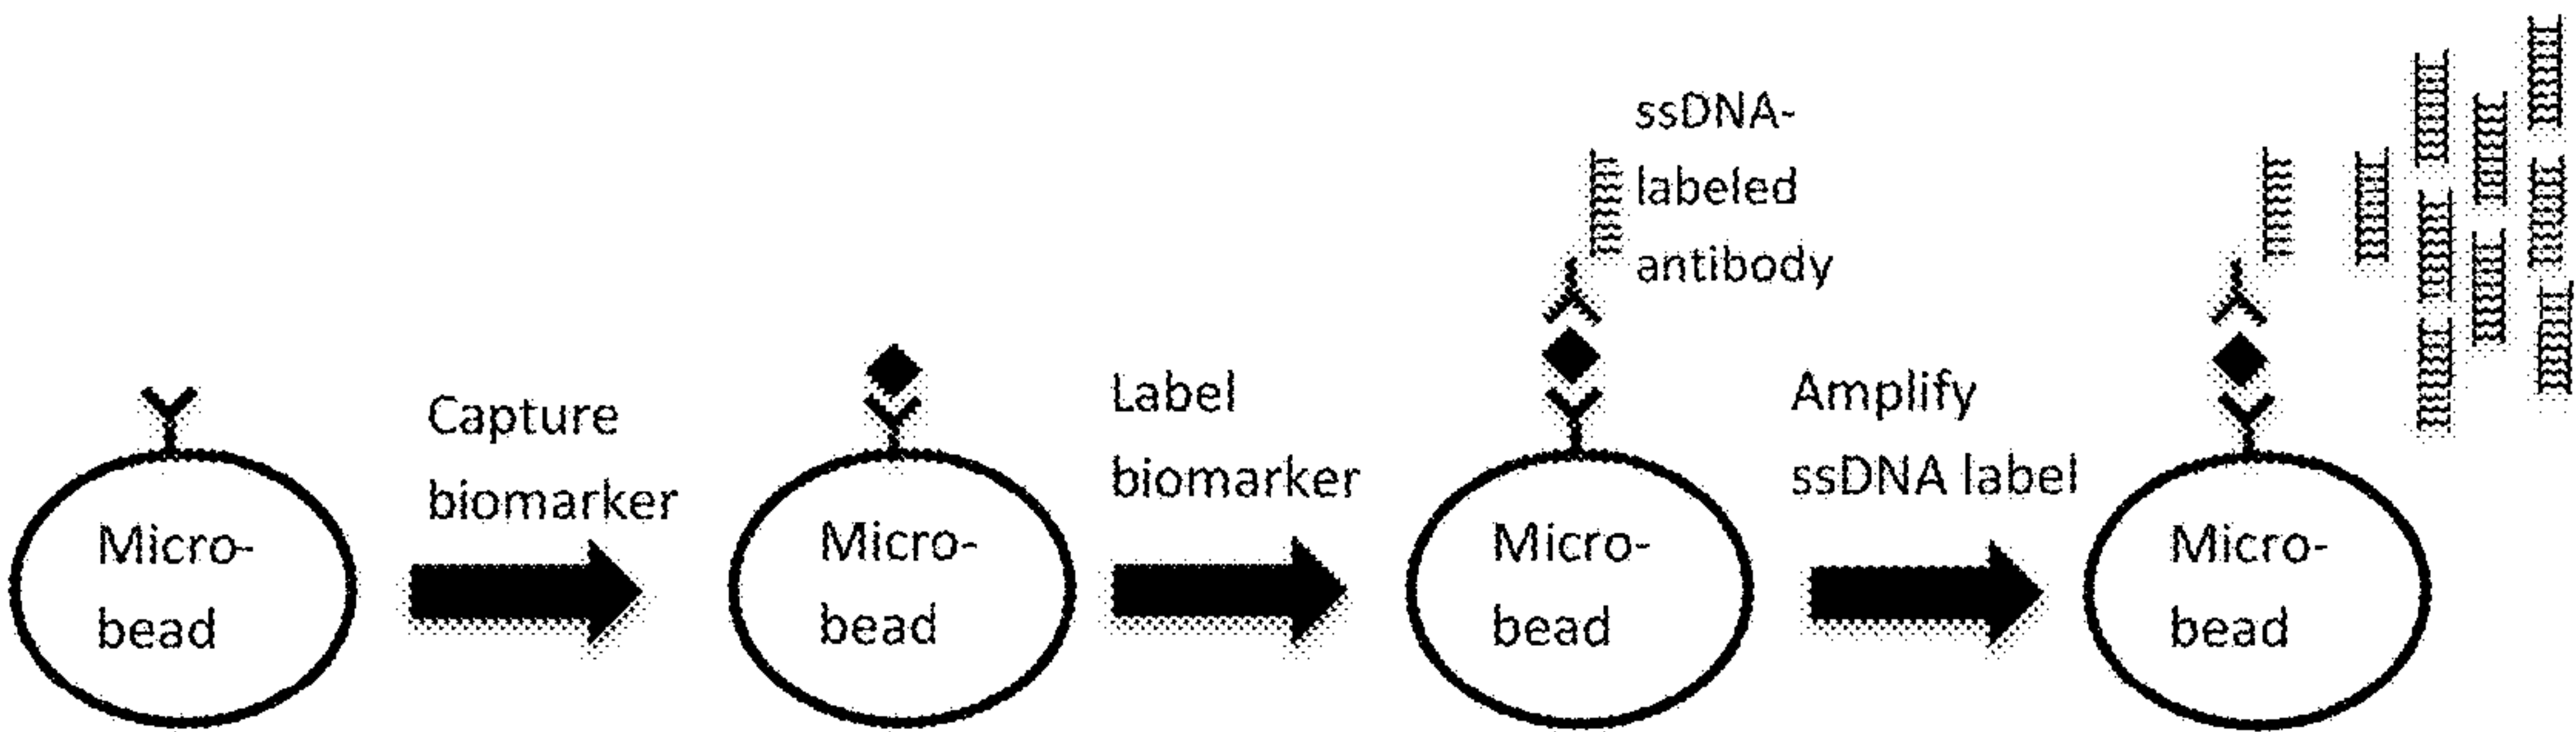 Micro-
bead
Capture
biomarker
Micro-
bead
Label
biomarker
ssDNA-
labeled
antibody
Micro-
bead
Amplify
ssDNA label
Micro-
bead